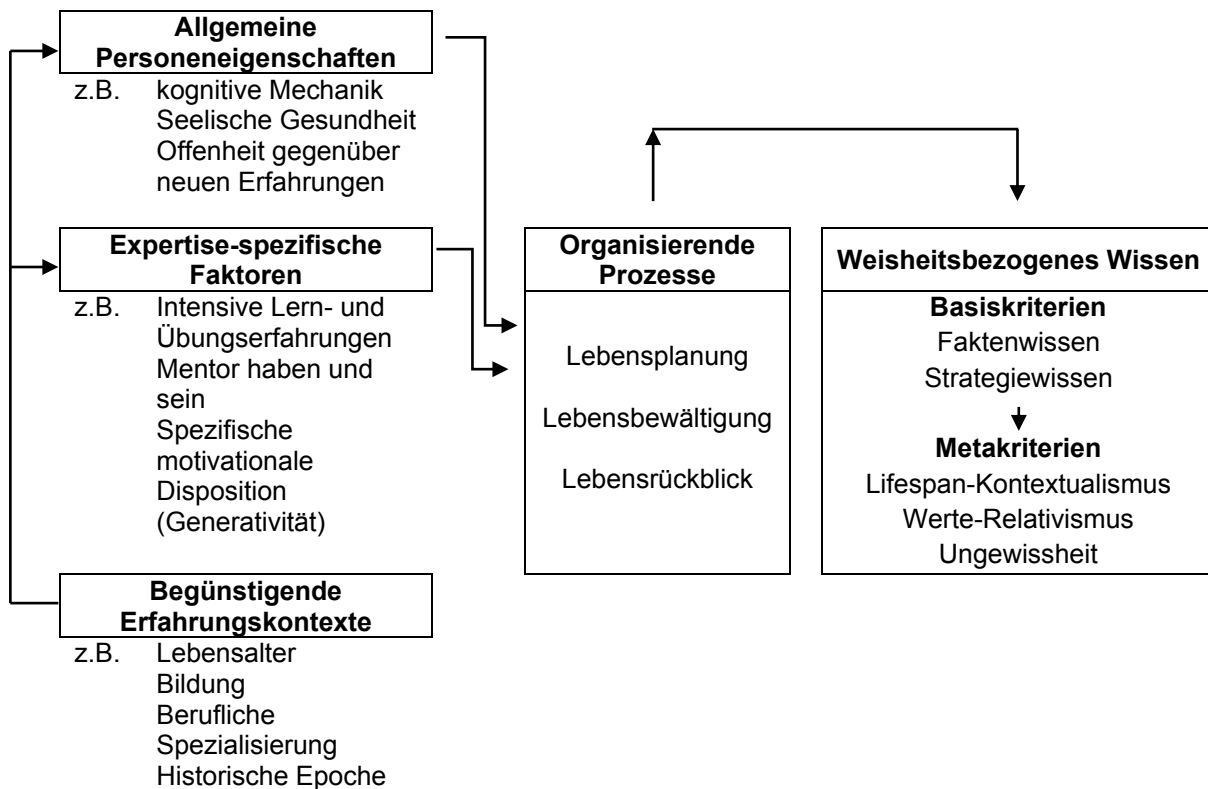 Allgemeine
Personeneigenschaften
z.B. kognitive Mechanik
Seelische Gesundheit
Offenheit gegenüber
neuen Erfahrungen
Expertise-spezifische
Faktoren
z.B. Intensive Lern- und
Übungserfahrungen
Mentor haben und
sein
Spezifische
motivationale
Disposition
(Generativität)
Begünstigende
Erfahrungskontexte
z.B. Lebensalter
Bildung
Berufliche
Spezialisierung
Historische Epoche
Organisierende
Prozesse
Lebensplanung
Lebensbewältigung
Lebensrückblick
Weisheitsbezogenes Wissen
Basiskriterien
Faktenwissen
Strategiewissen
Metakriterien
Lifespan-Kontextualismus
Werte-Relativismus
Ungewissheit